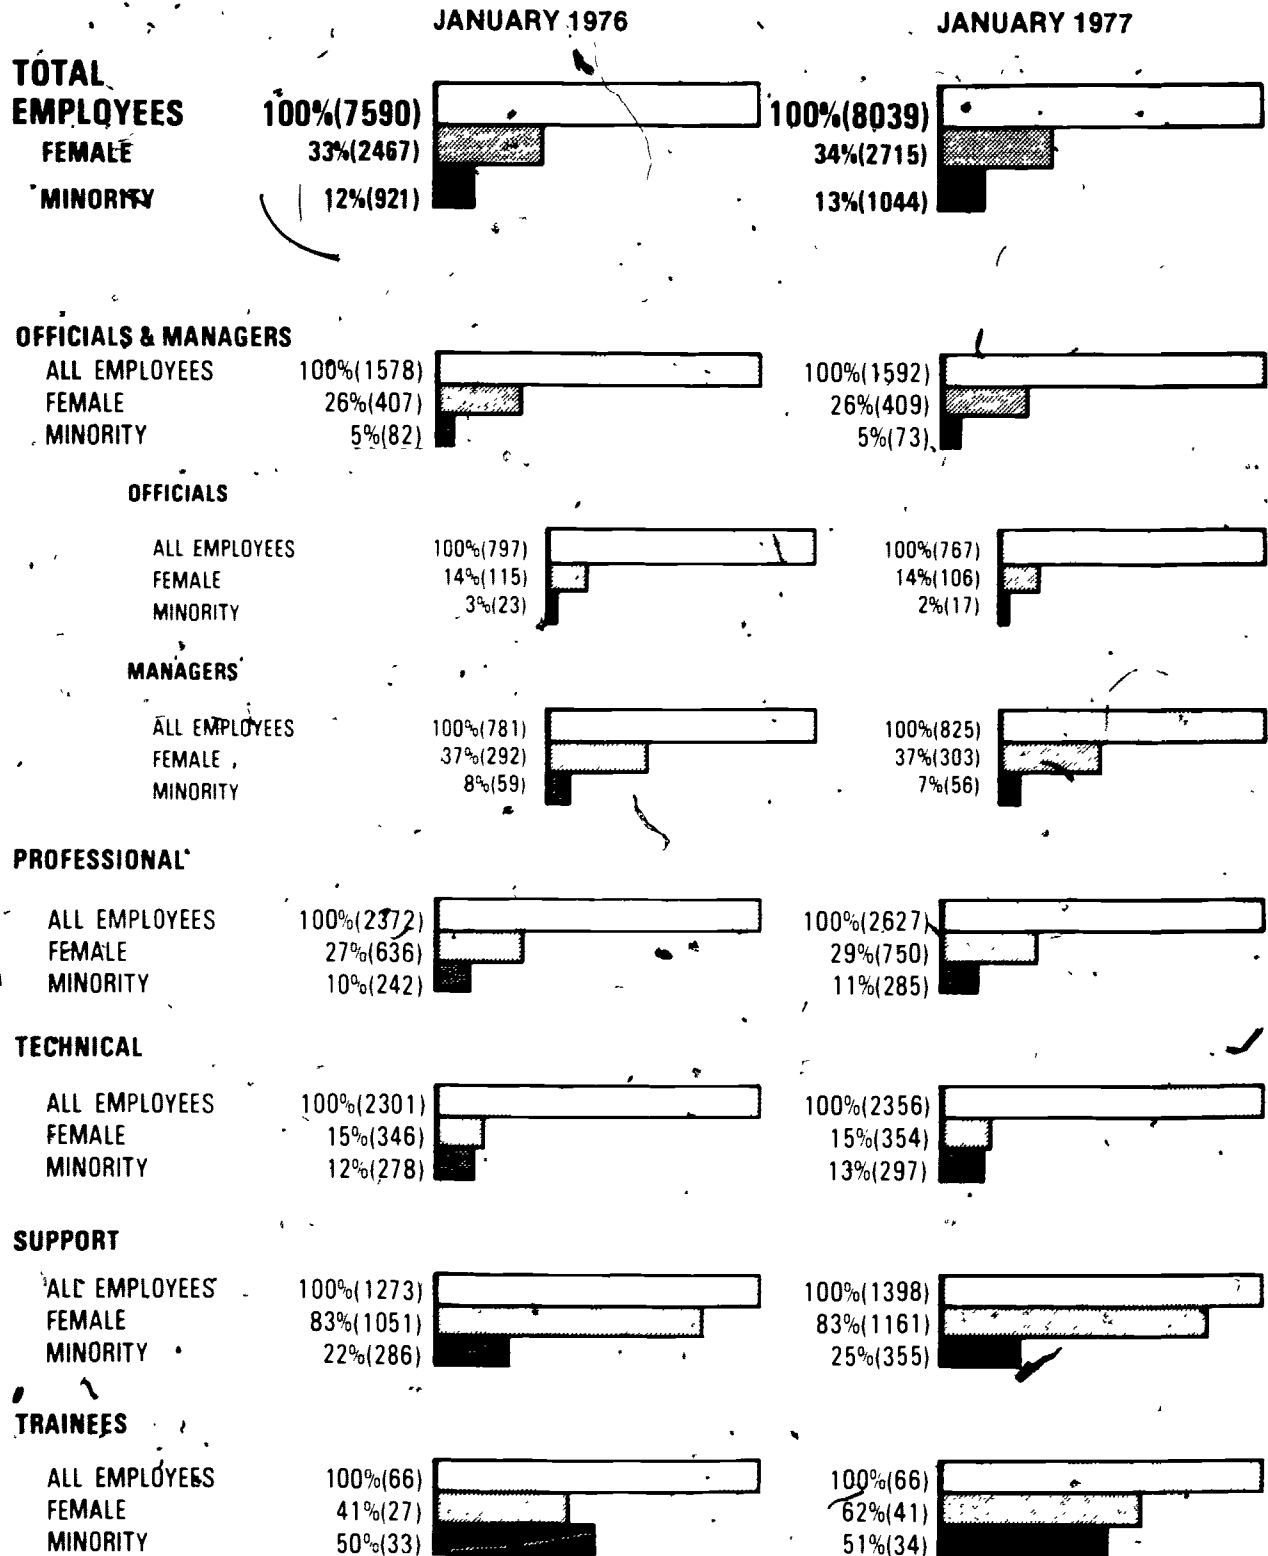 JANUARY 1976 JANUARY 1977
TOTAL
EMPLOYEES 100%(7590) 100%(8039)
FEMALE 33%(2467) 34%(2715)
MINORITY 12%(921) 13%(1044)
OFFICIALS & MANAGERS
ALL EMPLOYEES 100%(1578) 100%(1592)
FEMALE 26%(407) 26%(409)
MINORITY 5%(82) 5%(73)
OFFICIALS
ALL EMPLOYEES 100%(797) 100%(767)
FEMALE 14%(115) 14%(106)
MINORITY 3%(23) 2%(17)
MANAGERS
ALL EMPLOYEES 100%(781) 100%(825)
FEMALE 37%(292) 37%(303)
MINORITY 8%(59) 7%(56)
PROFESSIONAL
ALL EMPLOYEES 100%(2372) 100%(2627)
FEMALE 27%(636) 29%(750)
MINORITY 10%(242) 11%(285)
TECHNICAL
ALL EMPLOYEES 100%(2301) 100%(2356)
FEMALE 15%(346) 15%(354)
MINORITY 12%(278) 13%(297)
SUPPORT
ALL EMPLOYEES 100%(1273) 100%(1398)
FEMALE 83%(1051) 83%(1161)
MINORITY 22%(286) 25%(355)
TRAINEES
ALL EMPLOYEES 100%(66) 100%(66)
FEMALE 41%(27) 62%(41)
MINORITY 50%(33) 51%(34)